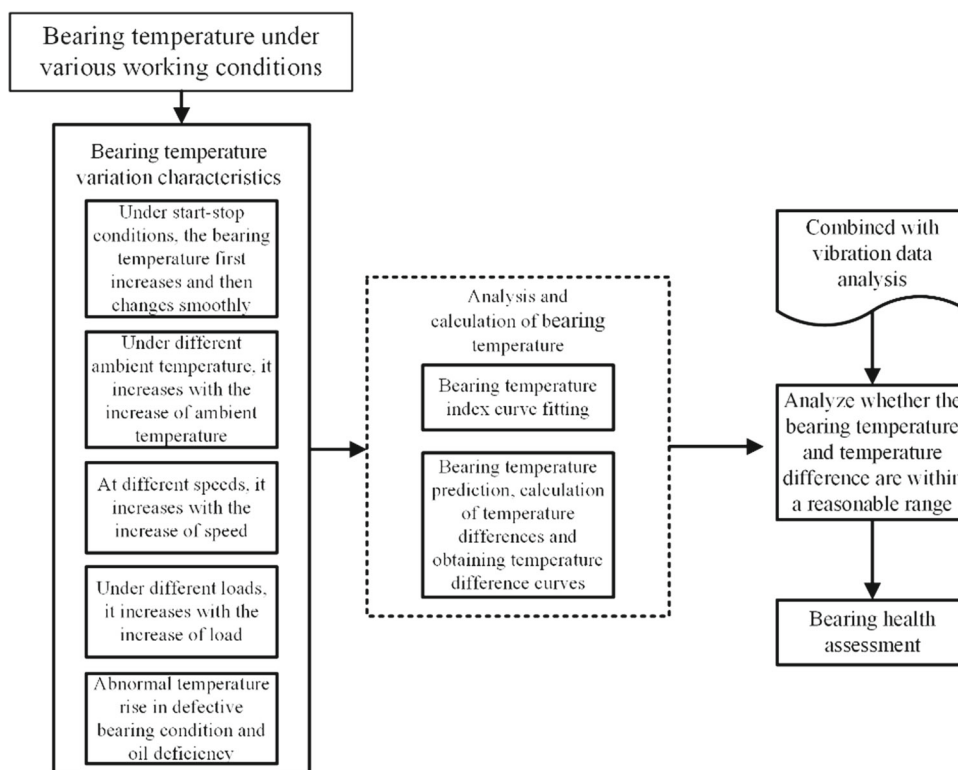 Bearing temperature under
various working conditions
Bearing temperature
variation characteristics
Under start-stop
conditions, the bearing
temperature first
increases and then
changes smoothly
Under different
ambient temperature, it
increases with the
increase of ambient
temperature
At different speeds, it
increases with the
increase of speed
Under different loads,
it increases with the
increase of load
Abnormal temperature
rise in defective
bearing condition and
oil deficiency
Analysis and
calculation of bearing
temperature
Bearing temperature
index curve fitting
Bearing temperature
prediction, calculation
of temperature
differences and
obtaining temperature
difference curves
Combined with
vibration data
analysis
Analyze whether the
bearing temperature
and temperature
difference are within
a reasonable range
Bearing health
assessment